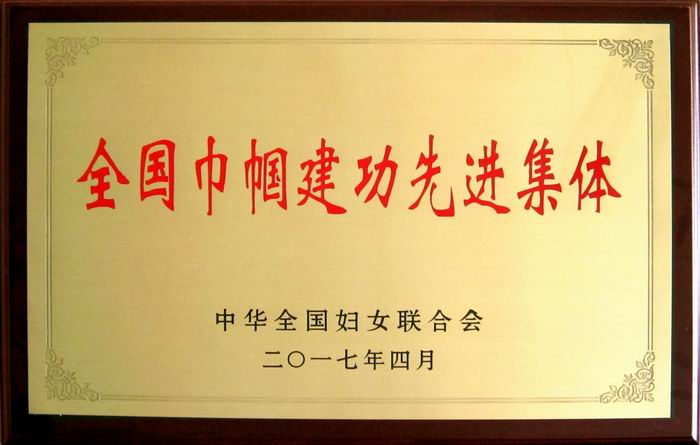 全国巾帼建功先进集体
中华全国妇女联合会
二〇一七年四月